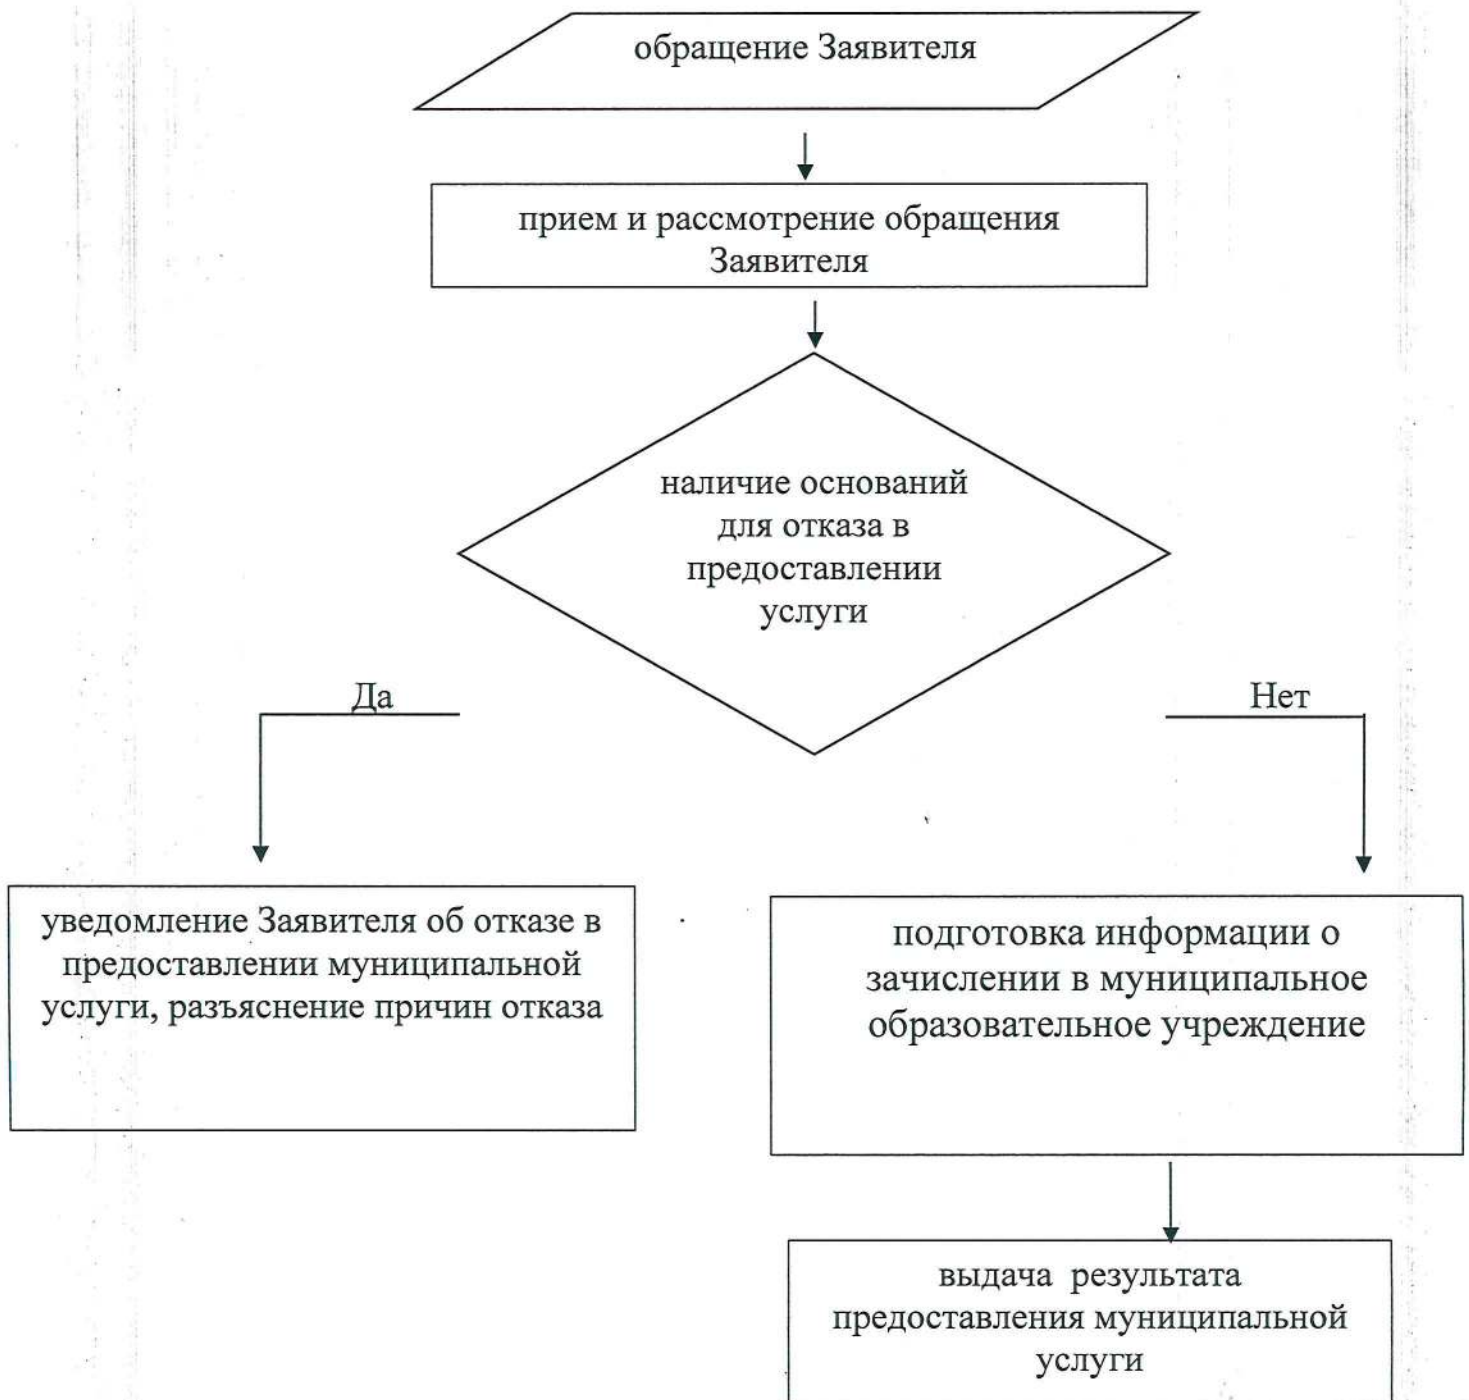 обращение Заявителя
прием и рассмотрение обращения
Заявителя
наличие оснований
для отказа в
предоставлении
услуги
Да
Нет
уведомление Заявителя об отказе в
предоставлении муниципальной
услуги, разъяснение причин отказа
подготовка информации о
зачислении в муниципальное
образовательное учреждение
выдача результата
предоставления муниципальной
услуги